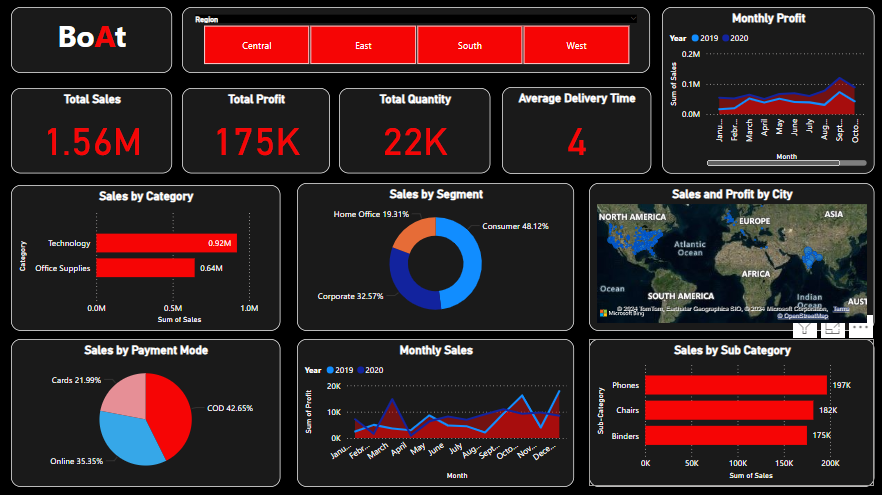 BoAt
Region
Central
East
South
West
Total Sales
1.56M
Total Profit
175K
Total Quantity
22K
Average Delivery Time
4
Monthly Profit
Year 2019 2020
Sum of Sales
0.2M
0.1M
0.0M
Janu...
Febr...
March
April
May
June
July
Aug...
Sept...
Octo...
Month
Sales by Category
Category
Technology
0.92M
Office Supplies
0.64M
0.0M
0.5M
1.0M
Sum of Sales
Sales by Segment
Home Office 19.31%
Consumer 48.12%
Corporate 32.57%
Sales and Profit by City
NORTH AMERICA
EUROPE
ASIA
Atlantic
Ocean
AFRICA
Ocean
SOUTH AMERICA
Indian
Ocean
AUST
Microsoft Bing
© 2024 TomTom, Earthstar Geographics SIO, © 2024 Microsoft Corporation, Terms
© OpenStreetMap
Sales by Payment Mode
Cards 21.99%
COD 42.65%
Online 35.35%
Monthly Sales
Year 2019 2020
Sum of Profit
20K
10K
0K
Janu...
Febr...
March
April
May
June
July
Aug...
Sept...
Octo...
Nov...
Dece...
Month
Sales by Sub Category
Sub-Category
Phones
197K
Chairs
182K
Binders
175K
0K
50K
100K
150K
200K
Sum of Sales